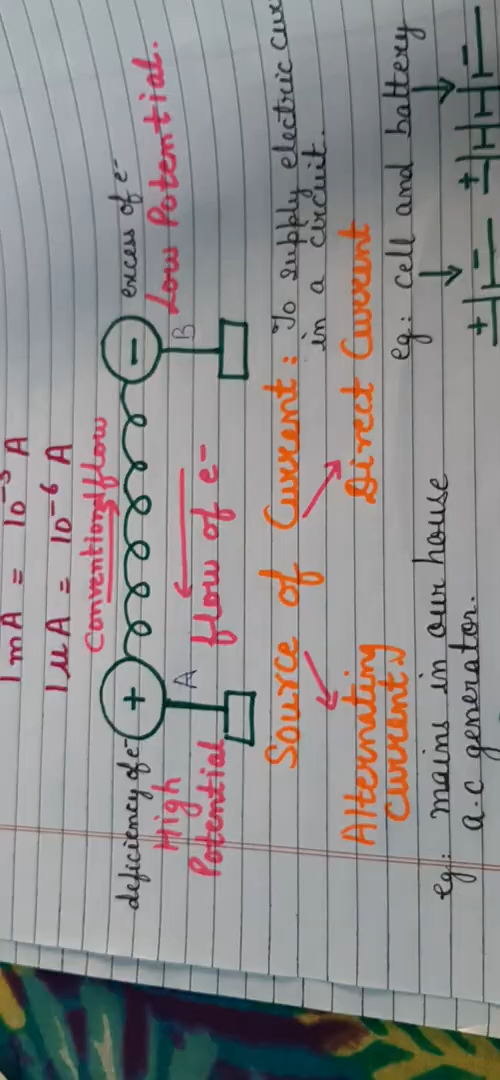 1 mA = 10⁻³ A
1 μA = 10⁻⁶ A
Conventional flow
deficiency of e⁻ + - excess of e⁻
High Potential A B Low Potential.
flow of e⁻
Source of Current: To supply electric
in a circuit.
Alternating Current. Direct Current
eg: mains in our house
a.c generator.
eg: cell and battery
+ - + -